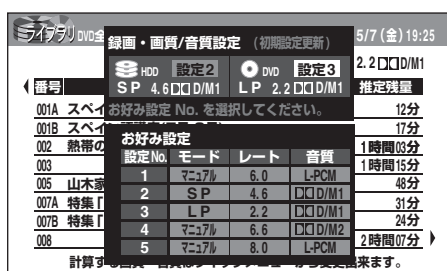 ライブラリ DVD全
5/7(金)19:25
録画・画質/音質設定 (初期設定更新)
HDD 設定2 DVD 設定3
SP 4.6 DD D/M1 LP 2.2 DD D/M1
2.2 DD D/M1
番号 推定残量
お好み設定 No. を選択してください。
001A スペイ 12分
001B スペイ 17分
002 熱帯の 1時間03分
003 1時間15分
005 山木家 48分
007A 特集「 31分
007B 特集「 24分
008 2時間07分
お好み設定
設定No. モード レート 音質
1 マニュアル 6.0 L-PCM
2 SP 4.6 DD D/M1
3 LP 2.2 DD D/M1
4 マニュアル 6.6 DD D/M2
5 マニュアル 8.0 L-PCM
計算す
来ます。